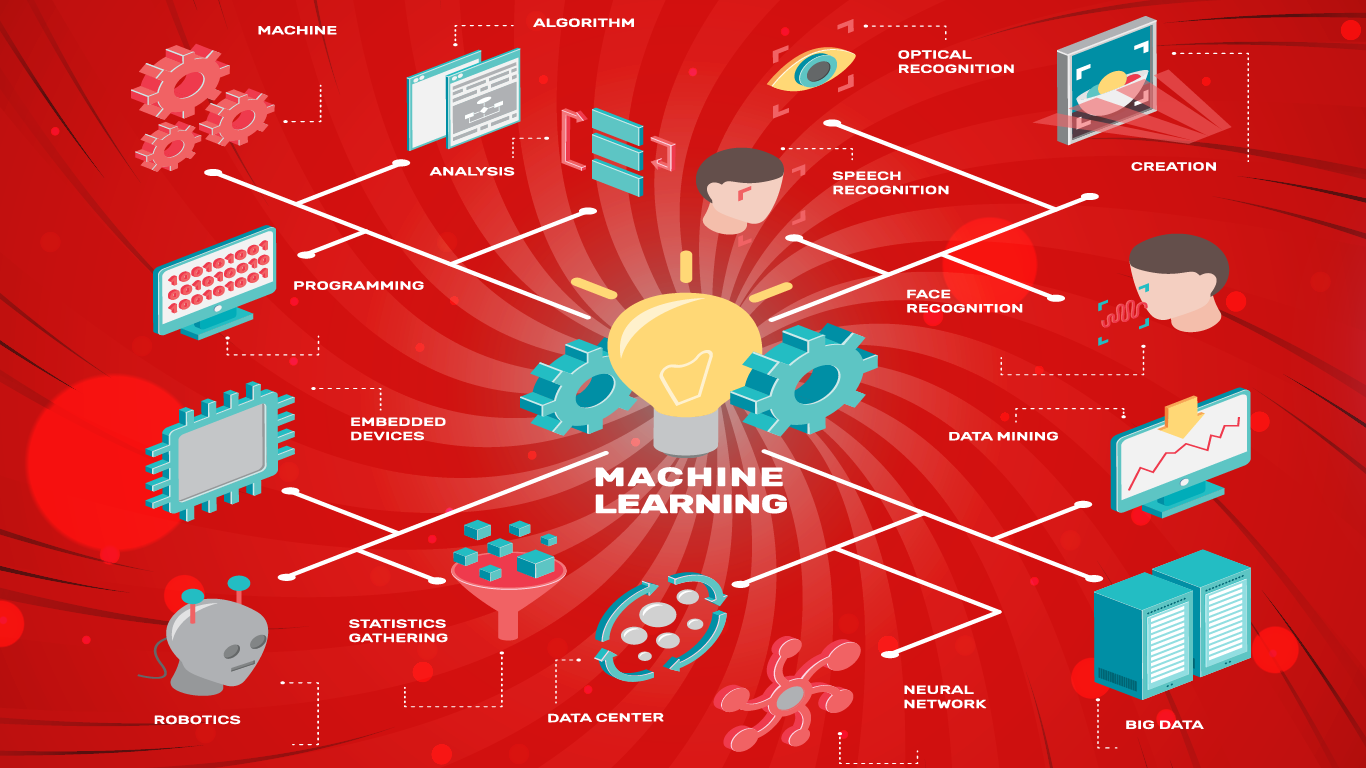 MACHINE
ALGORITHM
OPTICAL
RECOGNITION
ANALYSIS
SPEECH
RECOGNITION
CREATION
PROGRAMMING
FACE
RECOGNITION
EMBEDDED
DEVICES
DATA MINING
MACHINE
LEARNING
STATISTICS
GATHERING
ROBOTICS
DATA CENTER
NEURAL
NETWORK
BIG DATA